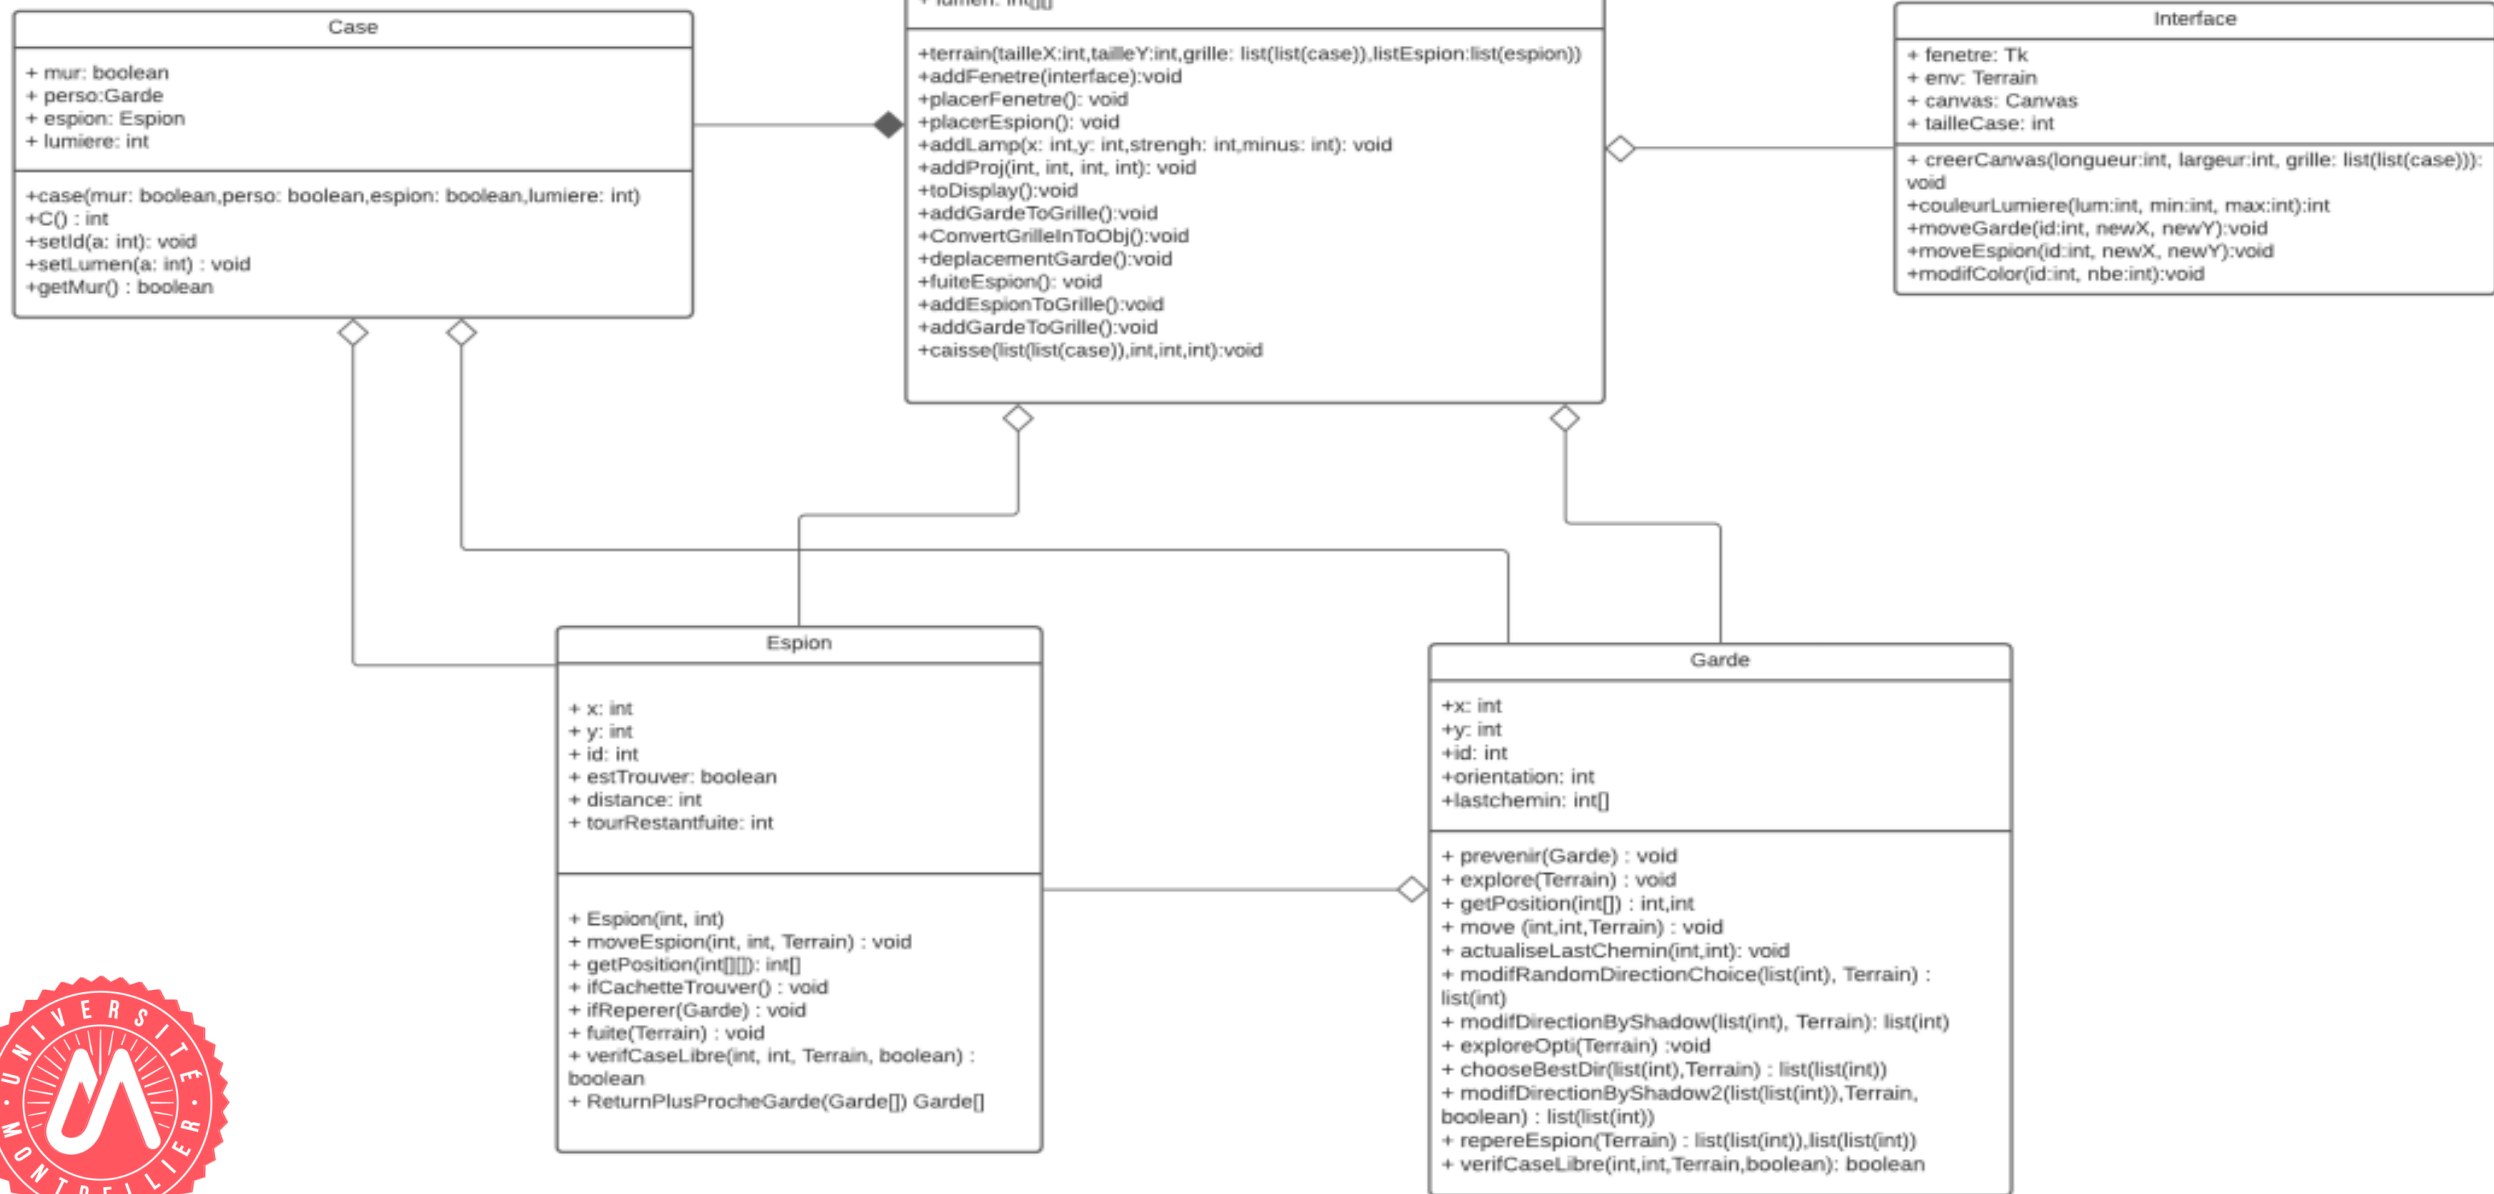 Case
+ mur: boolean
+ perso:Garde
+ espion: Espion
+ lumiere: int
+case(mur: boolean,perso: boolean,espion: boolean,lumiere: int)
+C() : int
+setId(a: int): void
+setLumen(a: int) : void
+getMur() : boolean
+ lumen: int[][]
+terrain(tailleX:int,tailleY:int,grille: list(list(case)),listEspion:list(espion))
+addFenetre(interface):void
+placerFenetre(): void
+placerEspion(): void
+addLamp(x: int,y: int,strengh: int,minus: int): void
+addProj(int, int, int, int): void
+toDisplay():void
+addGardeToGrille():void
+ConvertGrilleInToObj():void
+deplacementGarde():void
+fuiteEspion(): void
+addEspionToGrille():void
+addGardeToGrille():void
+caisse(list(list(case)),int,int,int):void
Interface
+ fenetre: Tk
+ env: Terrain
+ canvas: Canvas
+ tailleCase: int
+ creerCanvas(longueur:int, largeur:int, grille: list(list(case))):
void
+couleurLumiere(lum:int, min:int, max:int):int
+moveGarde(id:int, newX, newY):void
+moveEspion(id:int, newX, newY):void
+modifColor(id:int, nbe:int):void
Espion
+ x: int
+ y: int
+ id: int
+ estTrouver: boolean
+ distance: int
+ tourRestantfuite: int
+ Espion(int, int)
+ moveEspion(int, int, Terrain) : void
+ getPosition(int[][]): int[]
+ ifCachetteTrouver() : void
+ ifReperer(Garde) : void
+ fuite(Terrain) : void
+ verifCaseLibre(int, int, Terrain, boolean) :
boolean
+ ReturnPlusProcheGarde(Garde[]) Garde[]
Garde
+x: int
+y: int
+id: int
+orientation: int
+lastchemin: int[]
+ prevenir(Garde) : void
+ explore(Terrain) : void
+ getPosition(int[]) : int,int
+ move (int,int,Terrain) : void
+ actualiseLastChemin(int,int): void
+ modifRandomDirectionChoice(list(int), Terrain) :
list(int)
+ modifDirectionByShadow(list(int), Terrain): list(int)
+ exploreOpti(Terrain) :void
+ chooseBestDir(list(int),Terrain) : list(list(int))
+ modifDirectionByShadow2(list(list(int)),Terrain,
boolean) : list(list(int))
+ repereEspion(Terrain) : list(list(int)),list(list(int))
+ verifCaseLibre(int,int,Terrain,boolean): boolean
UNIVERSITÉ
MONTPELLIER